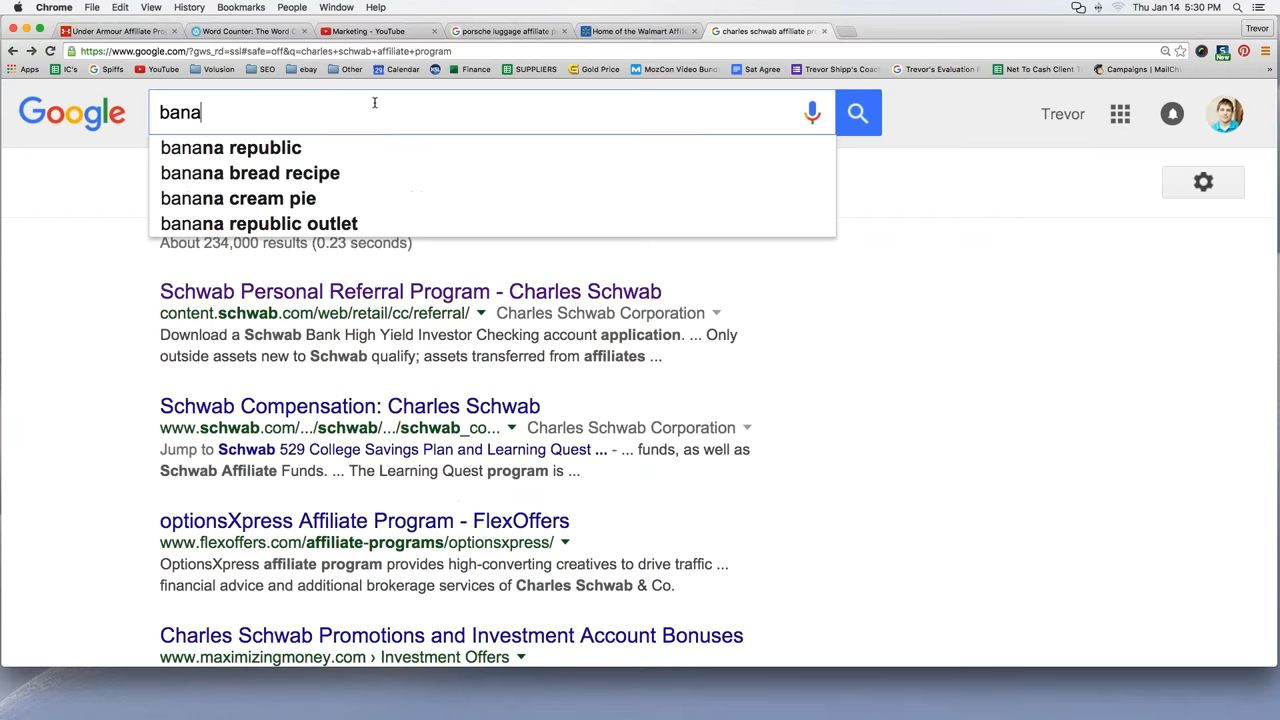 Chrome File Edit View History Bookmarks People Window Help Thu Jan 14 5:30 PM
Under Armour Affiliate Prog Word Counter: The Word C Marketing - YouTube porsche luggage affiliate p Home of the Walmart Affilia charles schwab affiliate pr Trevor
https://www.google.com/?gws_rd=ssl#safe=off&q=charles+schwab+affiliate+program
Apps IC's Spiffs YouTube Volusion SEO ebay Other 29 Calendar KSL Finance SUPPLIERS Gold Price MozCon Video Bund Sat Agree Trevor Shipp's Coach Trevor's Evaluation Net To Cash Client T Campaigns | MailChi »
Google bana Trevor
banana republic
banana bread recipe
banana cream pie
banana republic outlet
About 234,000 results (0.23 seconds)
Schwab Personal Referral Program - Charles Schwab
content.schwab.com/web/retail/cc/referral/ Charles Schwab Corporation
Download a Schwab Bank High Yield Investor Checking account application. ... Only
outside assets new to Schwab qualify; assets transferred from affiliates ...
Schwab Compensation: Charles Schwab
www.schwab.com/.../schwab/.../schwab_co... Charles Schwab Corporation
Jump to Schwab 529 College Savings Plan and Learning Quest ... - ... funds, as well as
Schwab Affiliate Funds. ... The Learning Quest program is ...
optionsXpress Affiliate Program - FlexOffers
www.flexoffers.com/affiliate-programs/optionsxpress/
OptionsXpress affiliate program provides high-converting creatives to drive traffic ...
financial advice and additional brokerage services of Charles Schwab & Co.
Charles Schwab Promotions and Investment Account Bonuses
www.maximizingmoney.com › Investment Offers